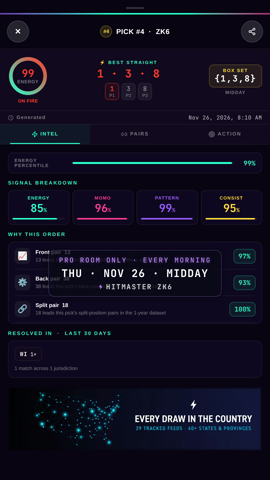 #4 PICK #4 · ZK6
99
ENERGY
ON FIRE
⚡ BEST STRAIGHT
1 · 3 · 8
1 3 8
P1 P2 P3
BOX SET
{1,3,8}
MIDDAY
Generated Nov 26, 2026, 8:10 AM
INTEL PAIRS ACTION
ENERGY
PERCENTILE
99%
SIGNAL BREAKDOWN
ENERGY MOMO PATTERN CONSIST
85% 96% 99% 95%
WHY THIS ORDER
Front pair
97%
PRO ROOM ONLY · EVERY MORNING
THU · NOV 26 · MIDDAY
⚡ HITMASTER ZK6
Back
93%
Split pair 18
18 leads this pick's split-position pairs in the 1-year dataset
100%
RESOLVED IN · LAST 30 DAYS
WI 1×
1 match across 1 jurisdiction
EVERY DRAW IN THE COUNTRY
39 TRACKED FEEDS · 40+ STATES & PROVINCES